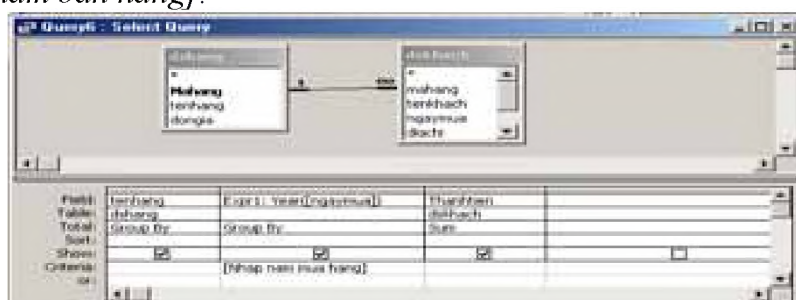 nam ban hang]:
Query6 : Select Query
dshang
dskhach
*
Mahang
tenhang
dongia
*
mahang
tenkhach
ngaymua
diachi
Field: tenhang Expr1: Year([ngaymua]) Thanhtien
Table: dshang dskhach
Total: Group By Group By Sum
Sort:
Show:
Criteria: [Nhap nam mua hang]
or: